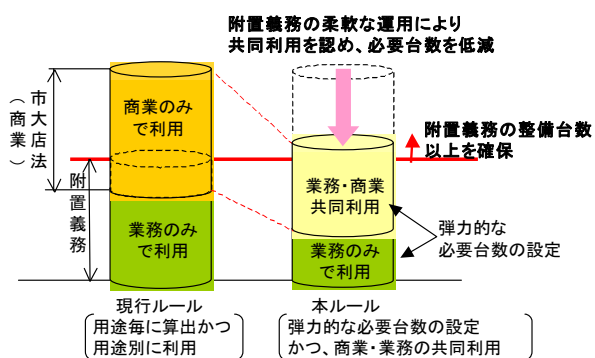 附置義務の柔軟な運用により
共同利用を認め、必要台数を低減
市大店法
（商業）
附置義務
商業のみ
で利用
業務のみ
で利用
附置義務の整備台数
以上を確保
業務・商業
共同利用
業務のみ
で利用
弾力的な
必要台数の設定
現行ルール
用途毎に算出かつ
用途別に利用
本ルール
弾力的な必要台数の設定
かつ、商業・業務の共同利用